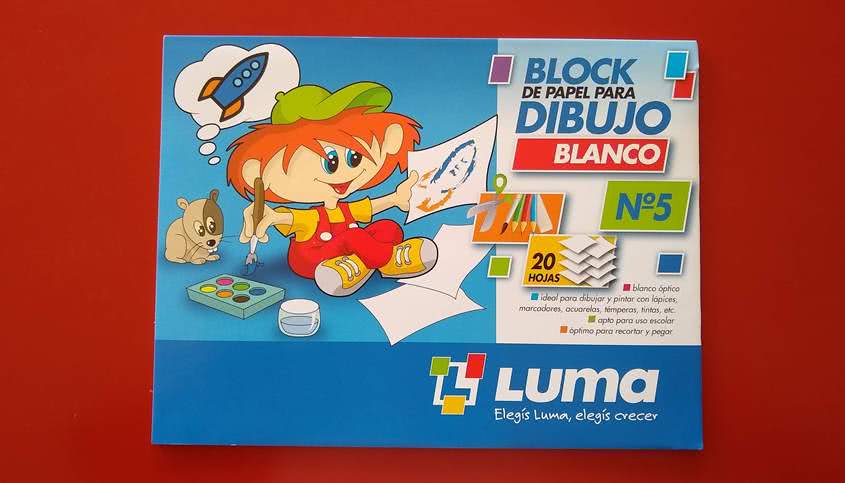 BLOCK
DE PAPEL PARA
DIBUJO
BLANCO
Nº5
20
HOJAS
blanco óptico
ideal para dibujar y pintar con lápices,
marcadores, acuarelas, témperas, tintas, etc.
apto para uso escolar
óptimo para recortar y pegar
LUMA
Elegís Luma, elegís crecer